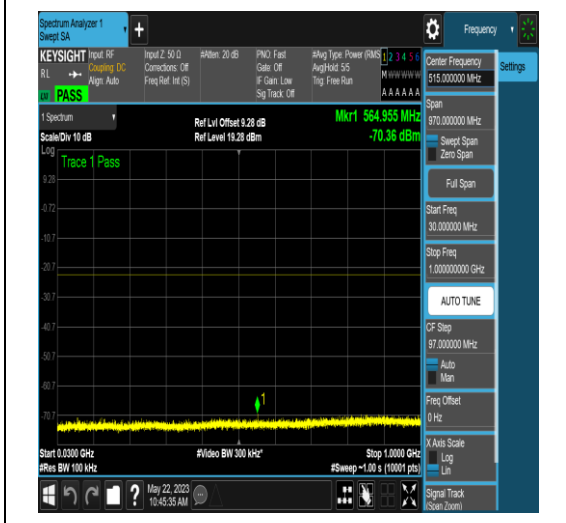 Spectrum Analyzer 1
Swept SA
+
Frequency
KEYSIGHT
RL
PASS
Input: RF
Coupling: DC
Align: Auto
Input Z: 50 Ω
Corrections: Off
Freq Ref: Int (S)
#Atten: 20 dB
PNO: Fast
Gate: Off
IF Gain: Low
Sig Track: Off
#Avg Type: Power (RMS
Avg|Hold: 5/5
Trig: Free Run
1 2 3 4 5 6
M W W W W W
A A A A A A
1 Spectrum
Scale/Div 10 dB
Ref Lvl Offset 9.28 dB
Ref Level 19.28 dBm
Mkr1 564.955 MHz
-70.36 dBm
Log
Trace 1 Pass
9.28
-0.72
-10.7
-20.7
-30.7
-40.7
-50.7
-60.7
-70.7
1
Start 0.0300 GHz
#Res BW 100 kHz
#Video BW 300 kHz*
Stop 1.0000 GHz
#Sweep ~1.00 s (10001 pts)
?
May 22, 2023
10:45:35 AM
Center Frequency
515.000000 MHz
Span
970.000000 MHz
Swept Span
Zero Span
Full Span
Start Freq
30.000000 MHz
Stop Freq
1.000000000 GHz
AUTO TUNE
CF Step
97.000000 MHz
Auto
Man
Freq Offset
0 Hz
X Axis Scale
Log
Lin
Signal Track
(Span Zoom)
Settings